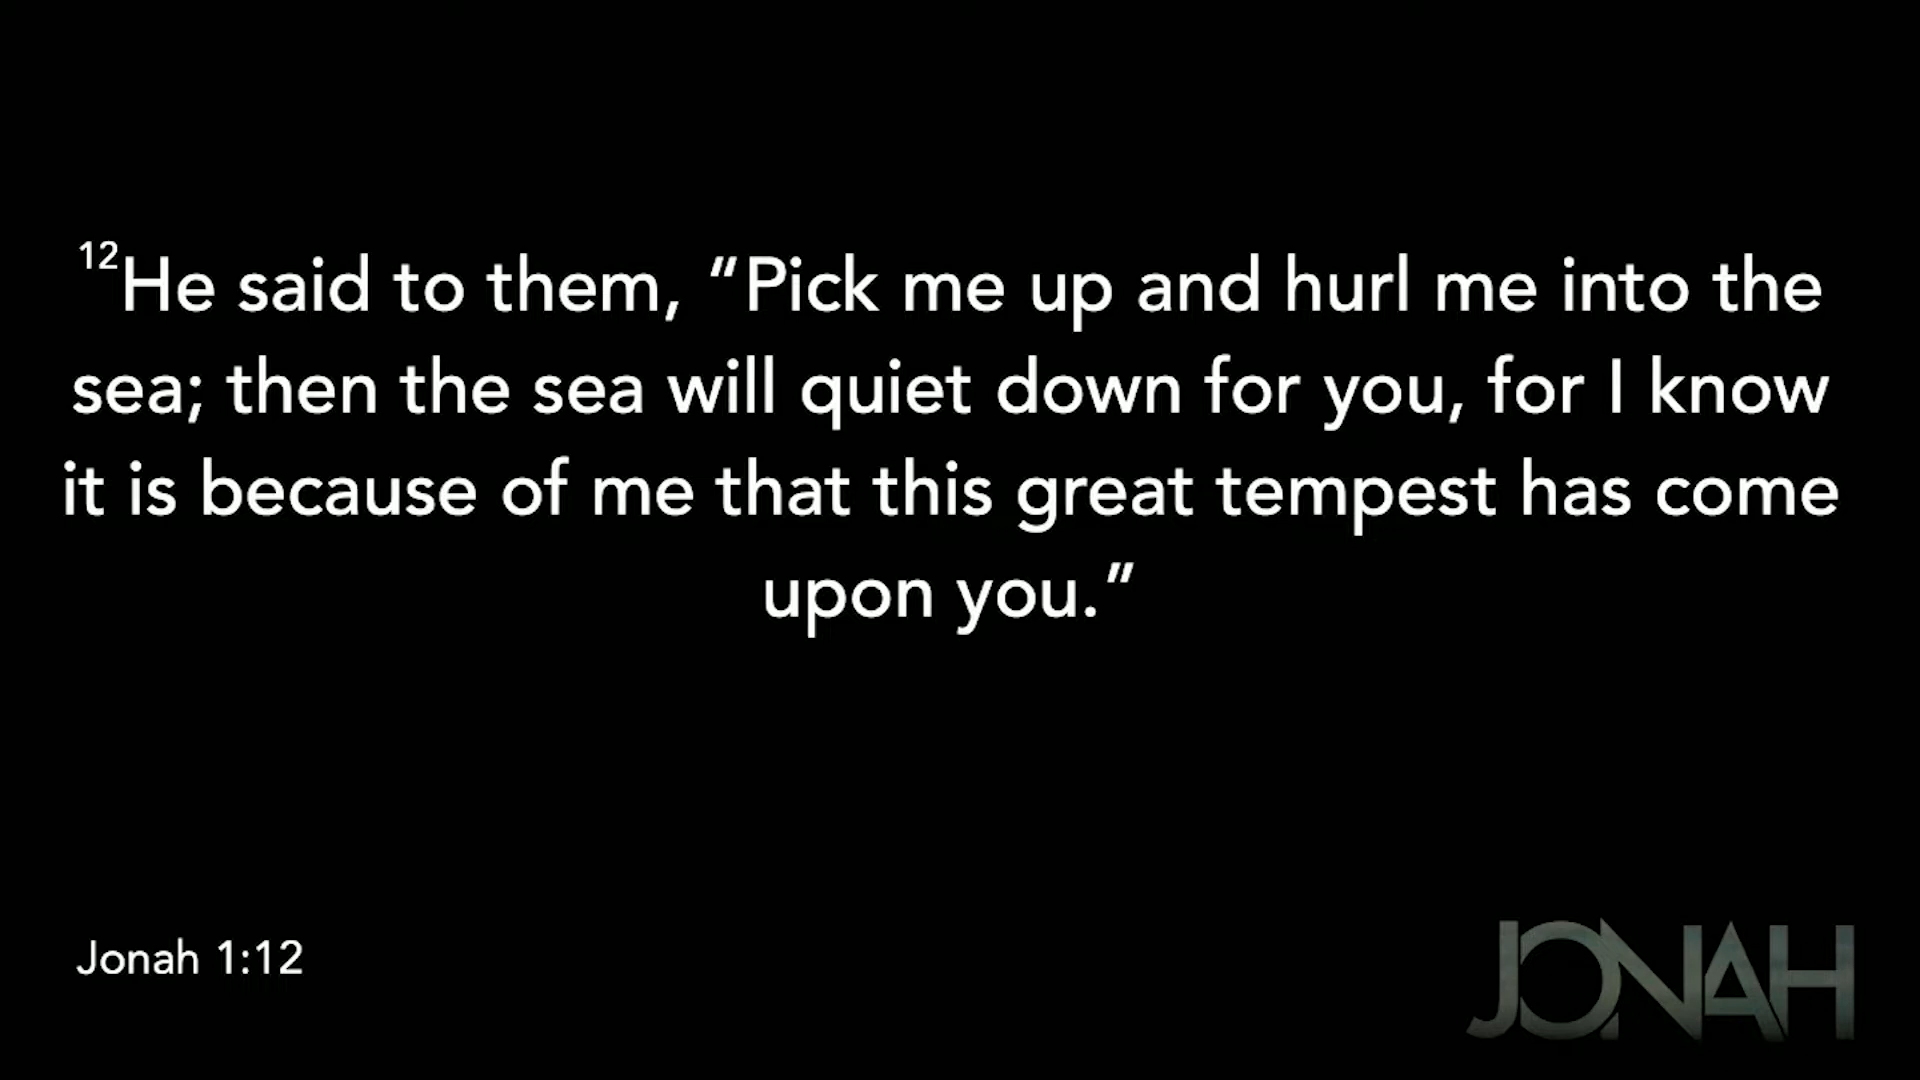 ¹²He said to them, “Pick me up and hurl me into the
sea; then the sea will quiet down for you, for I know
it is because of me that this great tempest has come
upon you.”
Jonah 1:12
JONAH